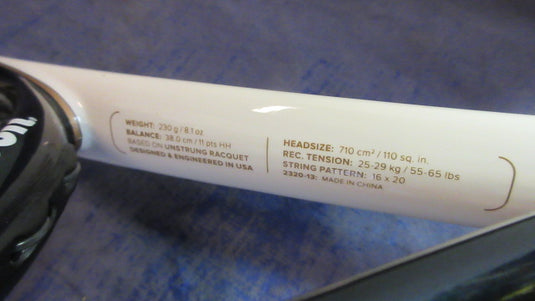 WEIGHT: 230 g / 8.1 oz
BALANCE: 38.0 cm / 11 pts HH
BASED ON UNSTRUNG RACQUET
DESIGNED & ENGINEERED IN USA
HEADSIZE: 710 cm² / 110 sq. in.
REC. TENSION: 25-29 kg / 55-65 lbs
STRING PATTERN: 16 x 20
2320-13: MADE IN CHINA